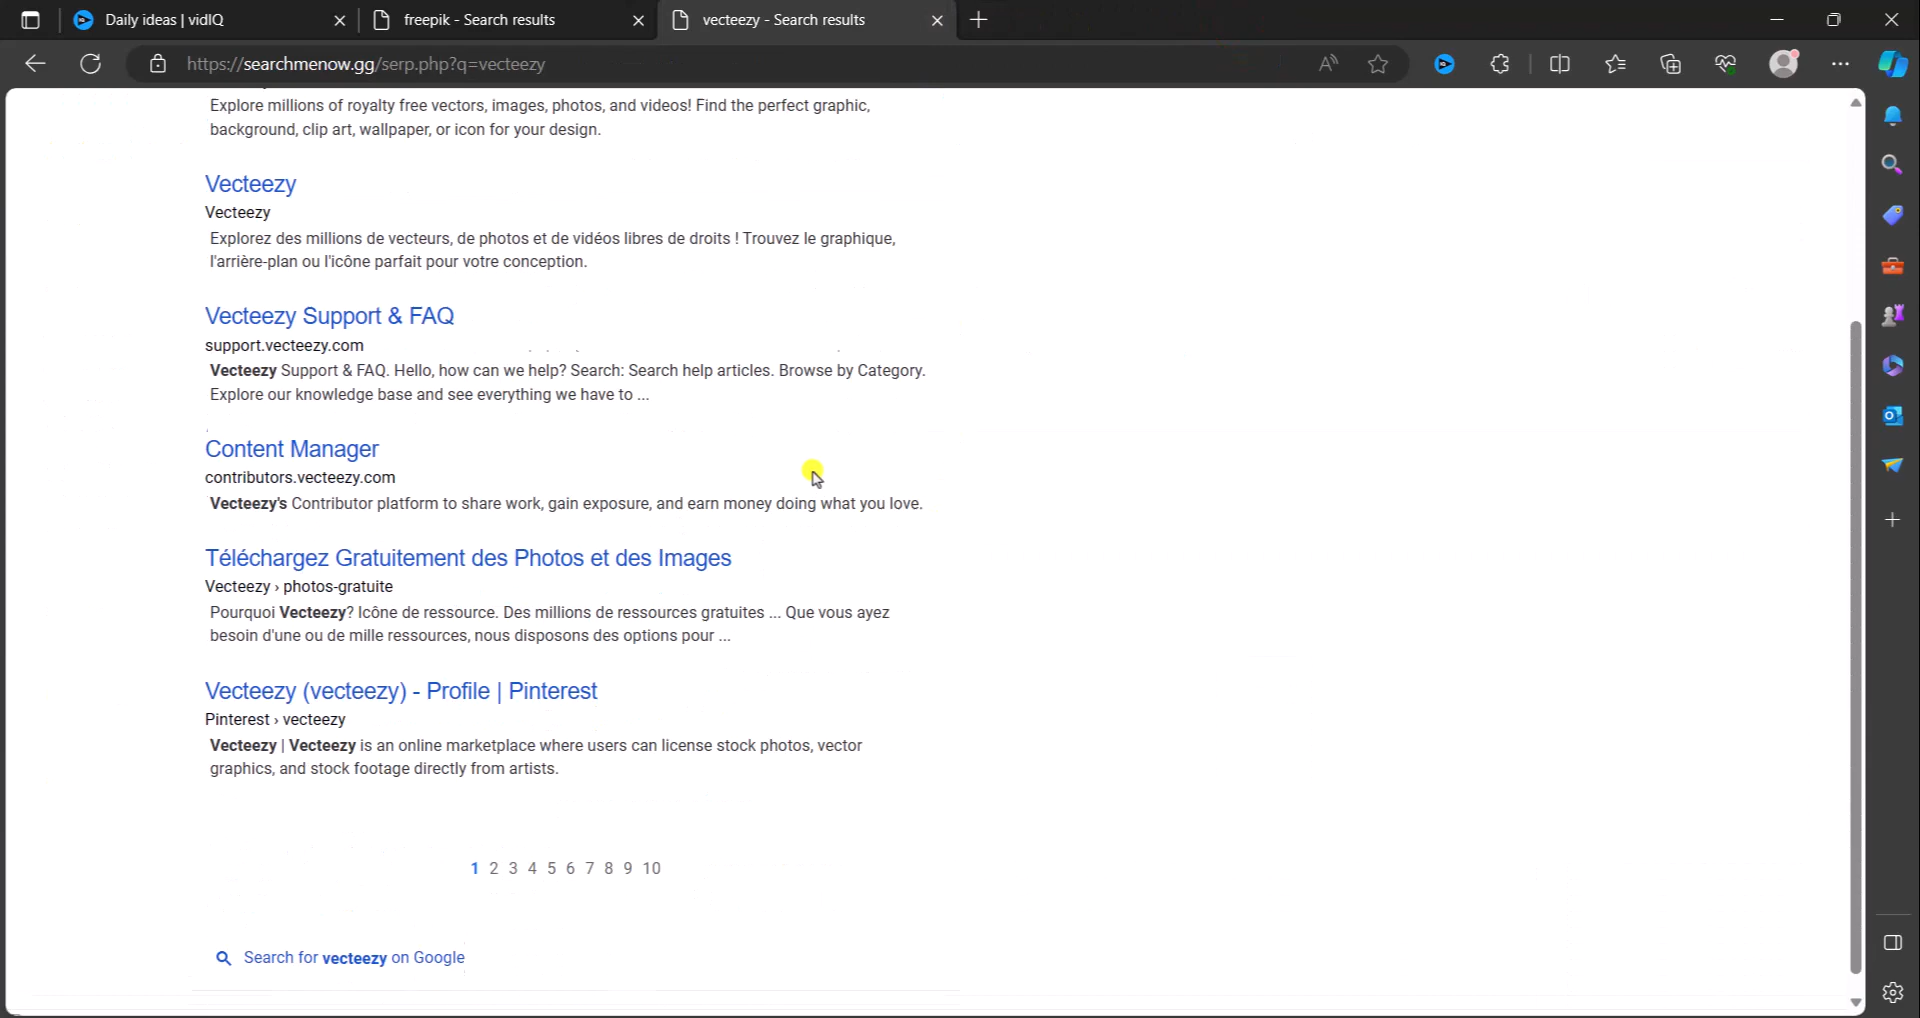 Daily ideas | vidIQ
freepik - Search results
vecteezy - Search results
https://searchmenow.gg/serp.php?q=vecteezy
Explore millions of royalty free vectors, images, photos, and videos! Find the perfect graphic,
background, clip art, wallpaper, or icon for your design.
Vecteezy
Vecteezy
Explorez des millions de vecteurs, de photos et de vidéos libres de droits ! Trouvez le graphique,
l'arrière-plan ou l'icône parfait pour votre conception.
Vecteezy Support & FAQ
support.vecteezy.com
Vecteezy Support & FAQ. Hello, how can we help? Search: Search help articles. Browse by Category.
Explore our knowledge base and see everything we have to ...
Content Manager
contributors.vecteezy.com
Vecteezy's Contributor platform to share work, gain exposure, and earn money doing what you love.
Téléchargez Gratuitement des Photos et des Images
Vecteezy › photos-gratuite
Pourquoi Vecteezy? Icône de ressource. Des millions de ressources gratuites ... Que vous ayez
besoin d'une ou de mille ressources, nous disposons des options pour ...
Vecteezy (vecteezy) - Profile | Pinterest
Pinterest › vecteezy
Vecteezy | Vecteezy is an online marketplace where users can license stock photos, vector
graphics, and stock footage directly from artists.
1 2 3 4 5 6 7 8 9 10
Search for vecteezy on Google